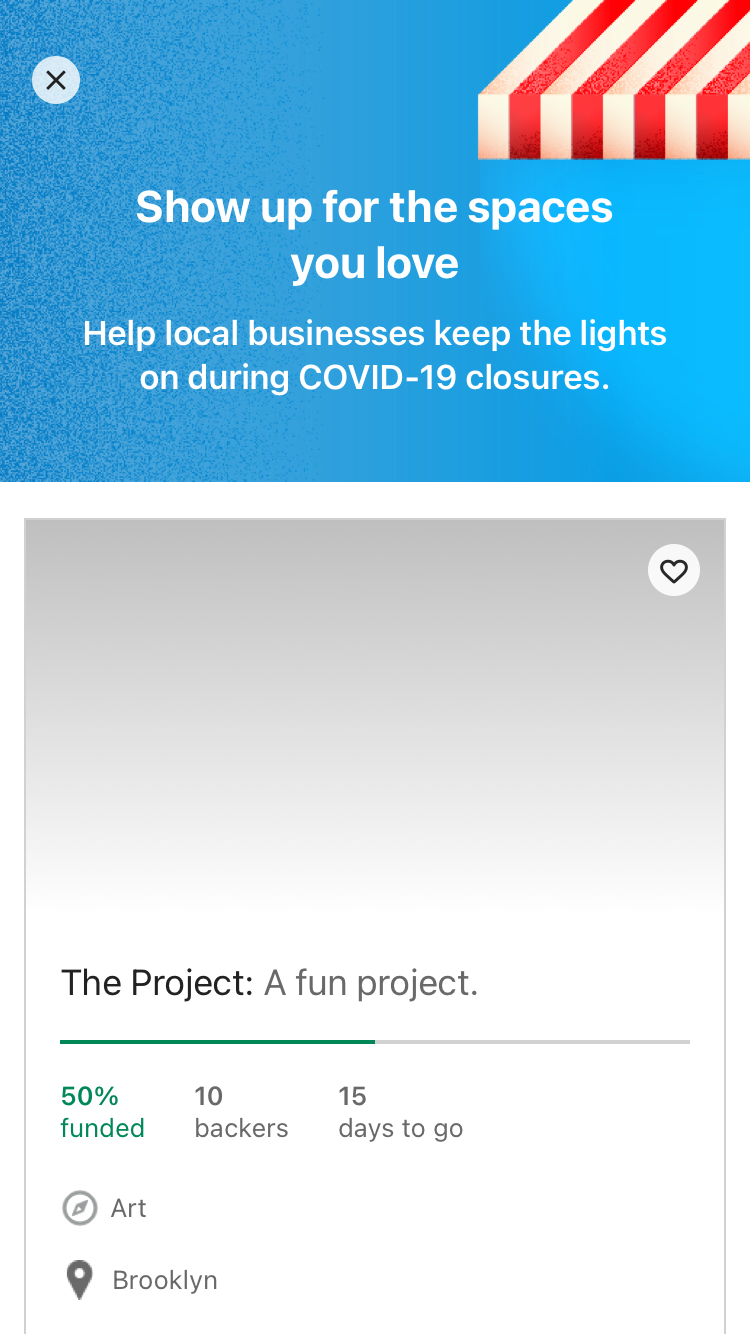 Show up for the spaces
you love
Help local businesses keep the lights
on during COVID-19 closures.
The Project: A fun project.
50% 10 15
funded backers days to go
Art
Brooklyn